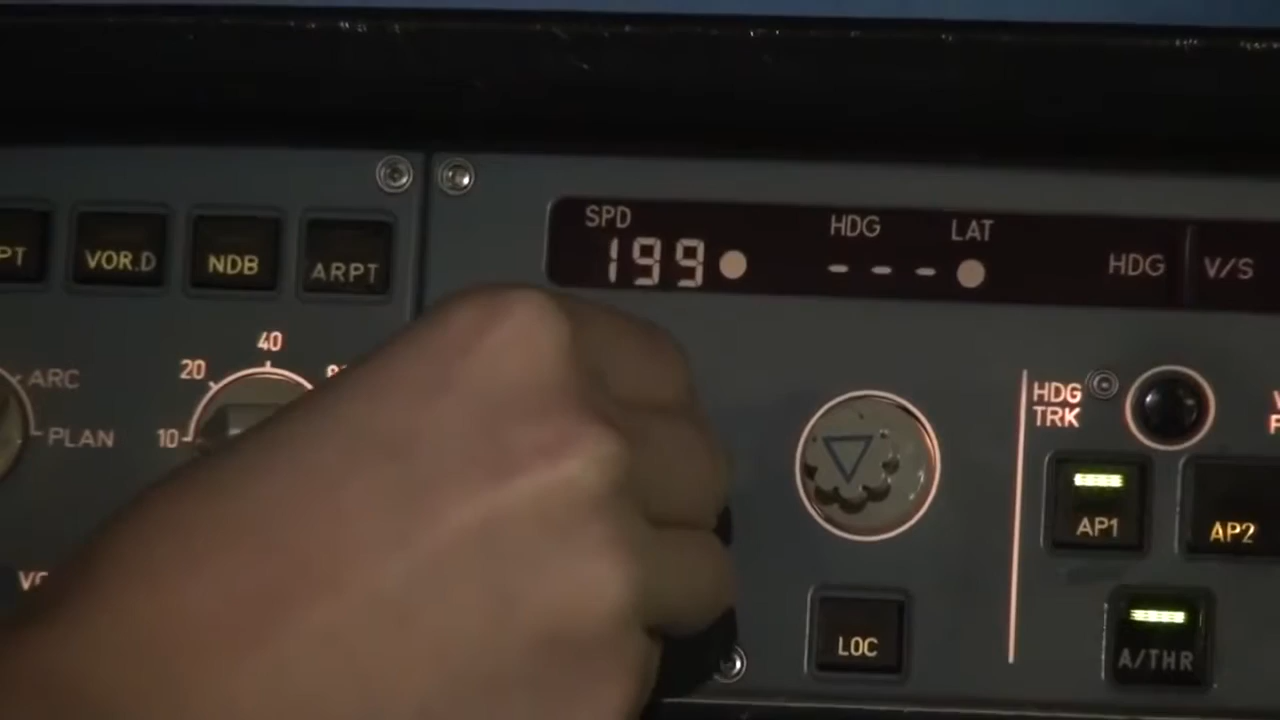 SPD
199
HDG
LAT
---
HDG
V/S
PT
VOR.D
NDB
ARPT
40
20
10
ARC
PLAN
HDG
TRK
AP1
AP2
LOC
A/THR